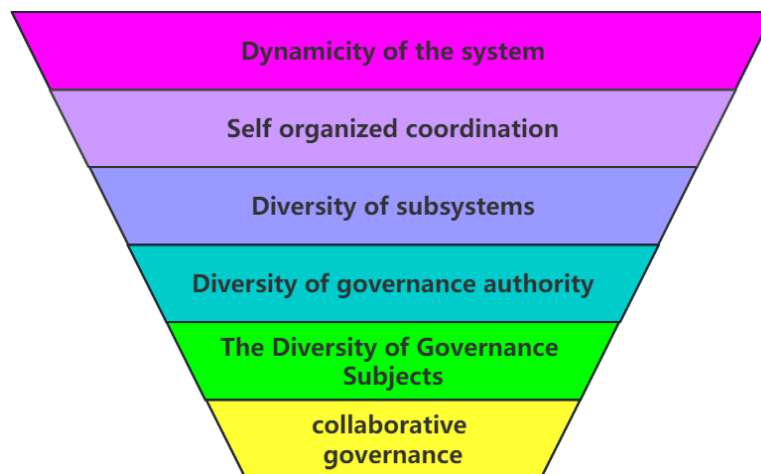 Dynamicity of the system
Self organized coordination
Diversity of subsystems
Diversity of governance authority
The Diversity of Governance
Subjects
collaborative
governance